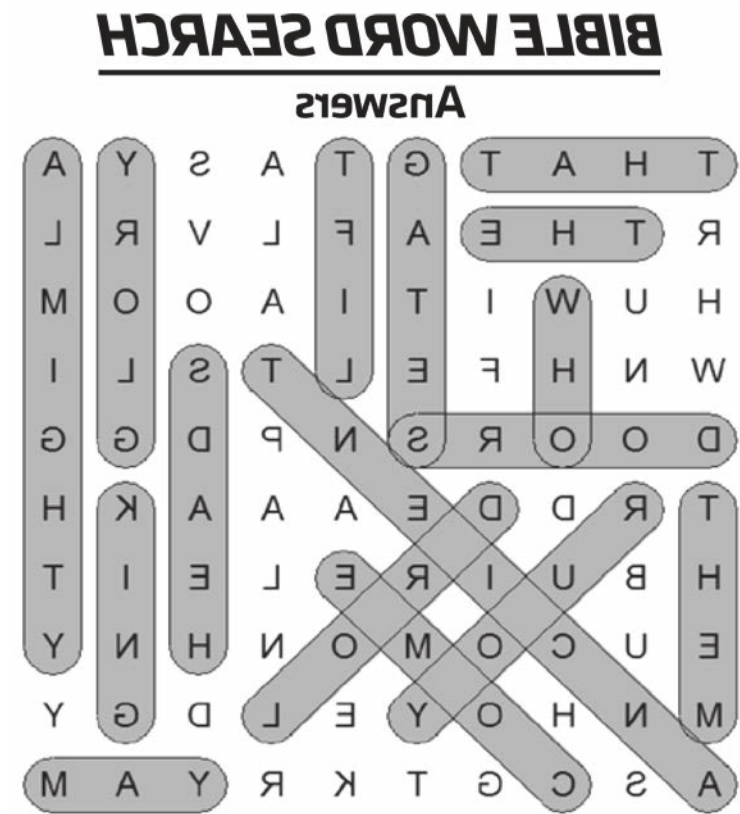 BIBLE WORD SEARCH
Answers
T H A T G T A S Y A
R T H E A F L V R L
H U W I T I A O O M
W N H F E L T S L I
D O O R S N P D G G
T R D D E A A A K H
H B U I R E L E I T
E U C O M O N H N Y
M N H O Y E L D G Y
A S C G T K R Y A M